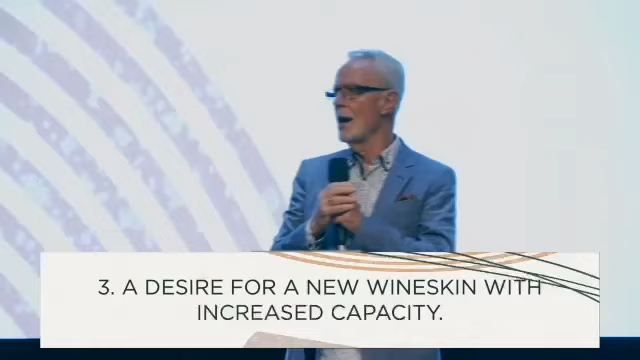 3. A DESIRE FOR A NEW WINESKIN WITH
INCREASED CAPACITY.